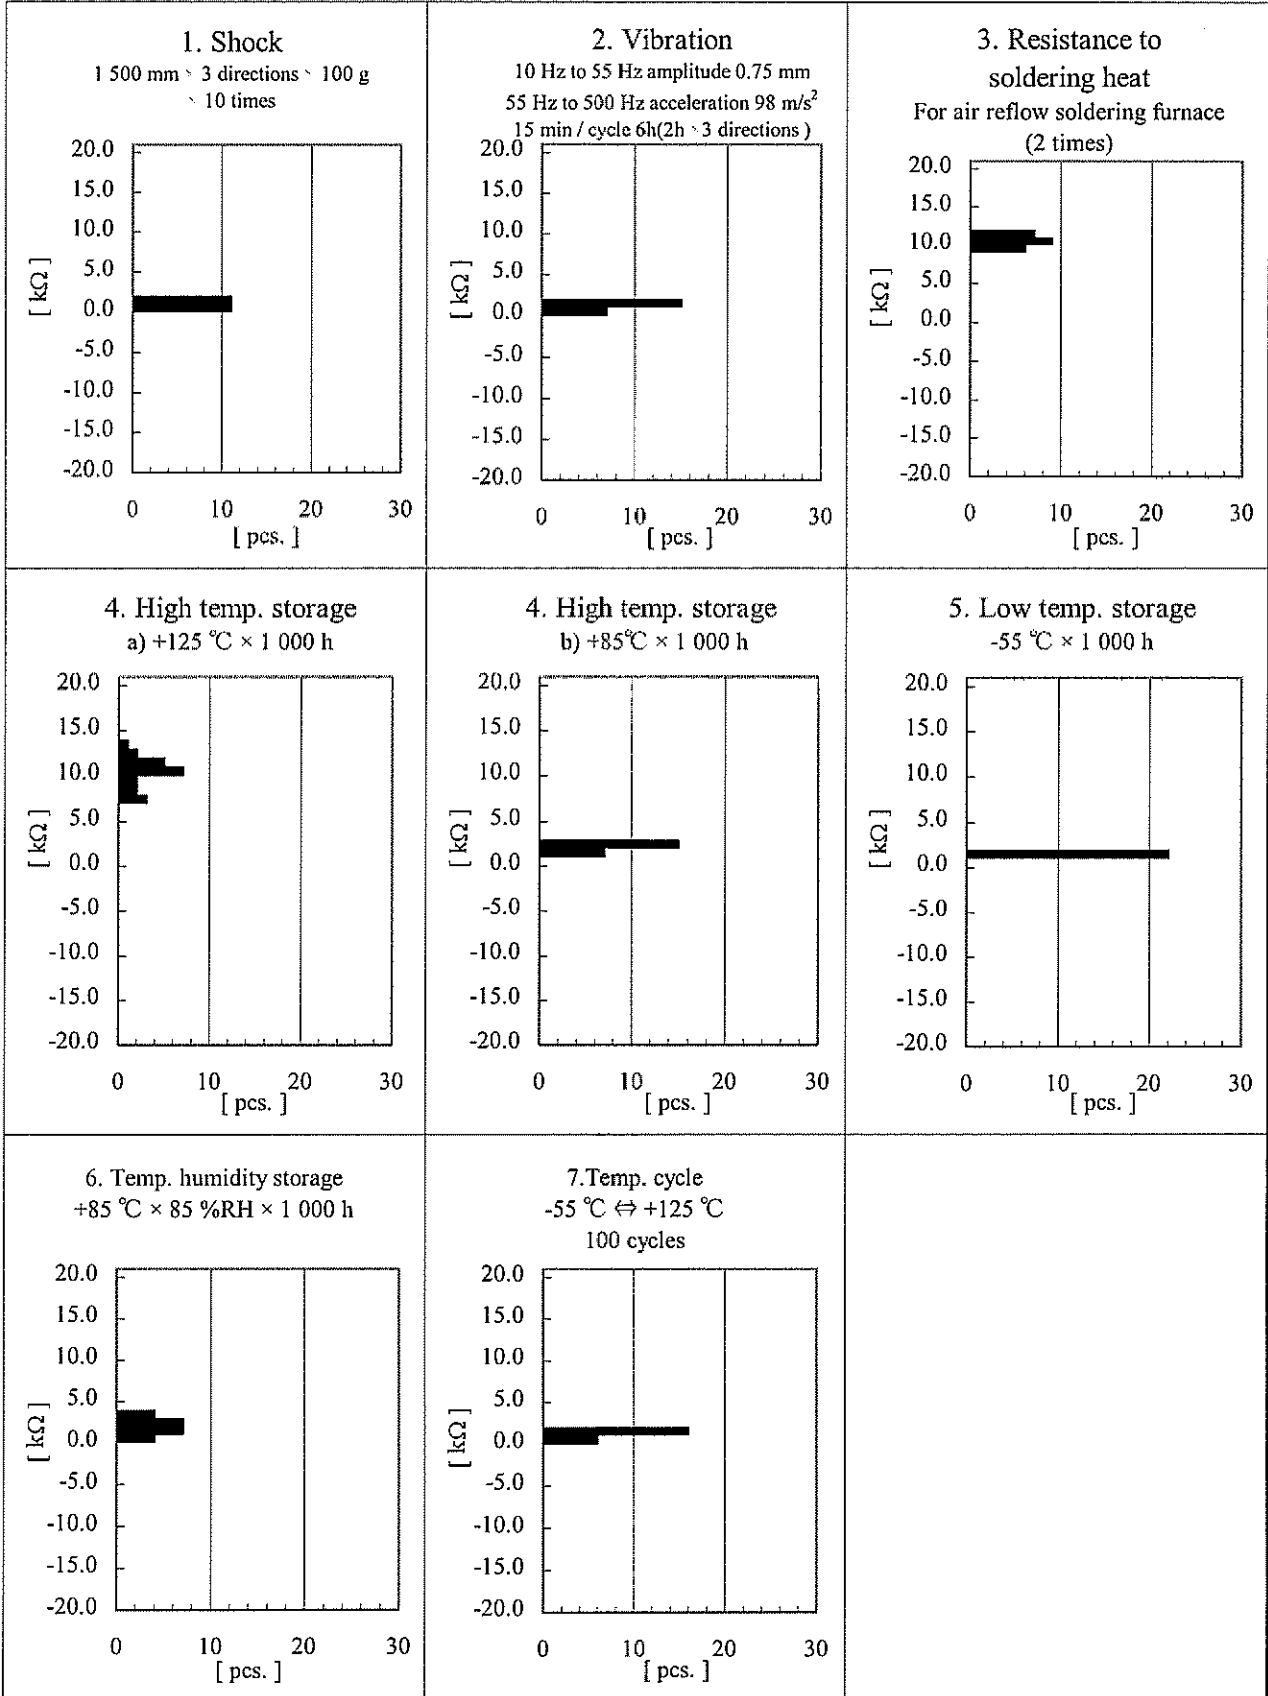 1. Shock
1 500 mm 、 3 directions 、 100 g
、 10 times
20.0
15.0
10.0
5.0
0.0
-5.0
-10.0
-15.0
-20.0
[ kΩ ]
0 10 20 30
[ pcs. ]
2. Vibration
10 Hz to 55 Hz amplitude 0.75 mm
55 Hz to 500 Hz acceleration 98 m/s²
15 min / cycle 6h(2h 、 3 directions )
20.0
15.0
10.0
5.0
0.0
-5.0
-10.0
-15.0
-20.0
[ kΩ ]
0 10 20 30
[ pcs. ]
3. Resistance to
soldering heat
For air reflow soldering furnace
(2 times)
20.0
15.0
10.0
5.0
0.0
-5.0
-10.0
-15.0
-20.0
[ kΩ ]
0 10 20 30
[ pcs. ]
4. High temp. storage
a) +125 ℃ × 1 000 h
20.0
15.0
10.0
5.0
0.0
-5.0
-10.0
-15.0
-20.0
[ kΩ ]
0 10 20 30
[ pcs. ]
4. High temp. storage
b) +85℃ × 1 000 h
20.0
15.0
10.0
5.0
0.0
-5.0
-10.0
-15.0
-20.0
[ kΩ ]
0 10 20 30
[ pcs. ]
5. Low temp. storage
-55 ℃ × 1 000 h
20.0
15.0
10.0
5.0
0.0
-5.0
-10.0
-15.0
-20.0
[ kΩ ]
0 10 20 30
[ pcs. ]
6. Temp. humidity storage
+85 ℃ × 85 %RH × 1 000 h
20.0
15.0
10.0
5.0
0.0
-5.0
-10.0
-15.0
-20.0
[ kΩ ]
0 10 20 30
[ pcs. ]
7.Temp. cycle
-55 ℃ ⇔ +125 ℃
100 cycles
20.0
15.0
10.0
5.0
0.0
-5.0
-10.0
-15.0
-20.0
[ kΩ ]
0 10 20 30
[ pcs. ]